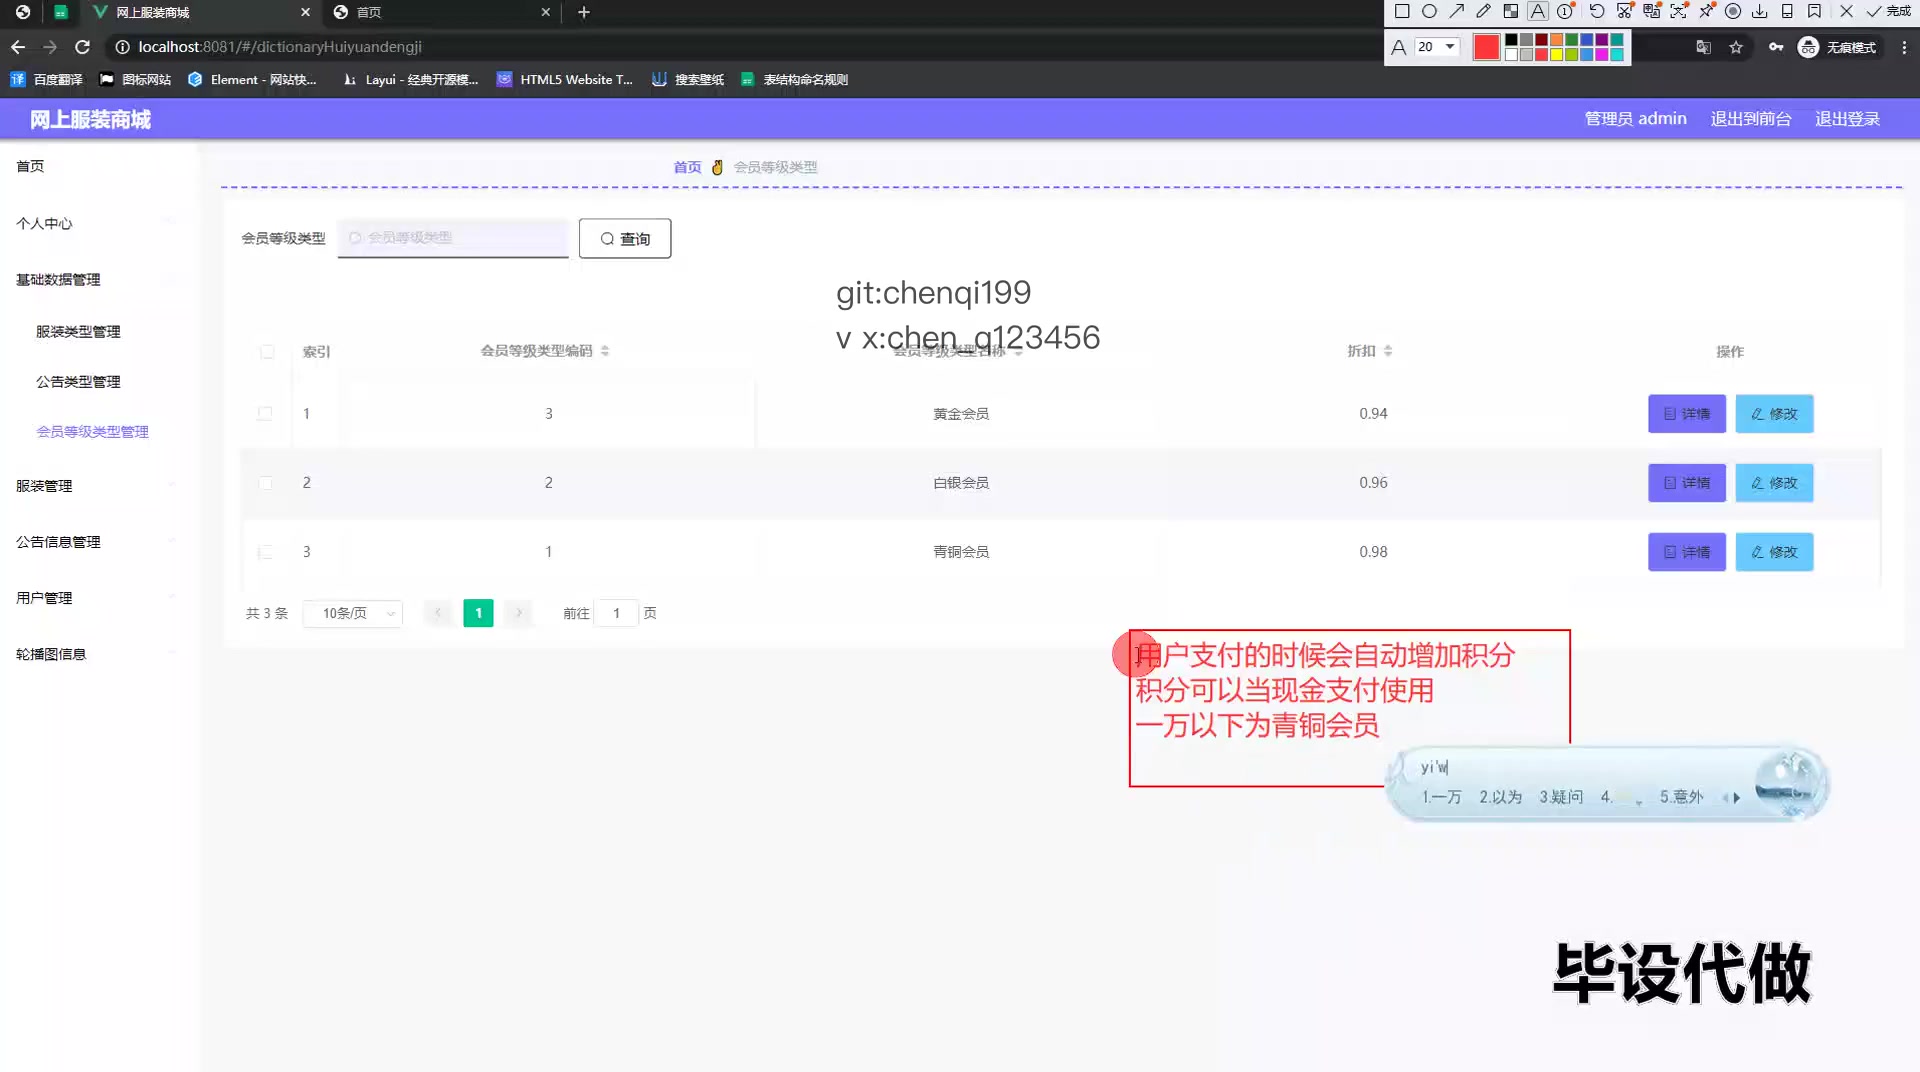 网上服装商城
首页
完成
localhost:8081/#/dictionaryHuiyuandengji
A 20
无痕模式
百度翻译
图标网站
Element - 网站快...
Layui - 经典开源模...
HTML5 Website T...
搜索壁纸
表结构命名规则
网上服装商城
管理员 admin
退出到前台
退出登录
首页
个人中心
基础数据管理
服装类型管理
公告类型管理
会员等级类型管理
服装管理
公告信息管理
用户管理
轮播图信息
首页
会员等级类型
会员等级类型
会员等级类型
查询
git:chenqi199
v x:chen_q123456
索引
会员等级类型编码
会员等级类型名称
折扣
操作
1
3
黄金会员
0.94
详情
修改
2
2
白银会员
0.96
详情
修改
3
1
青铜会员
0.98
详情
修改
共 3 条
10条/页
1
前往
1
页
用户支付的时候会自动增加积分
积分可以当现金支付使用
一万以下为青铜会员
yi'w
1.一万 2.以为 3.疑问 4. 5.意外
毕设代做